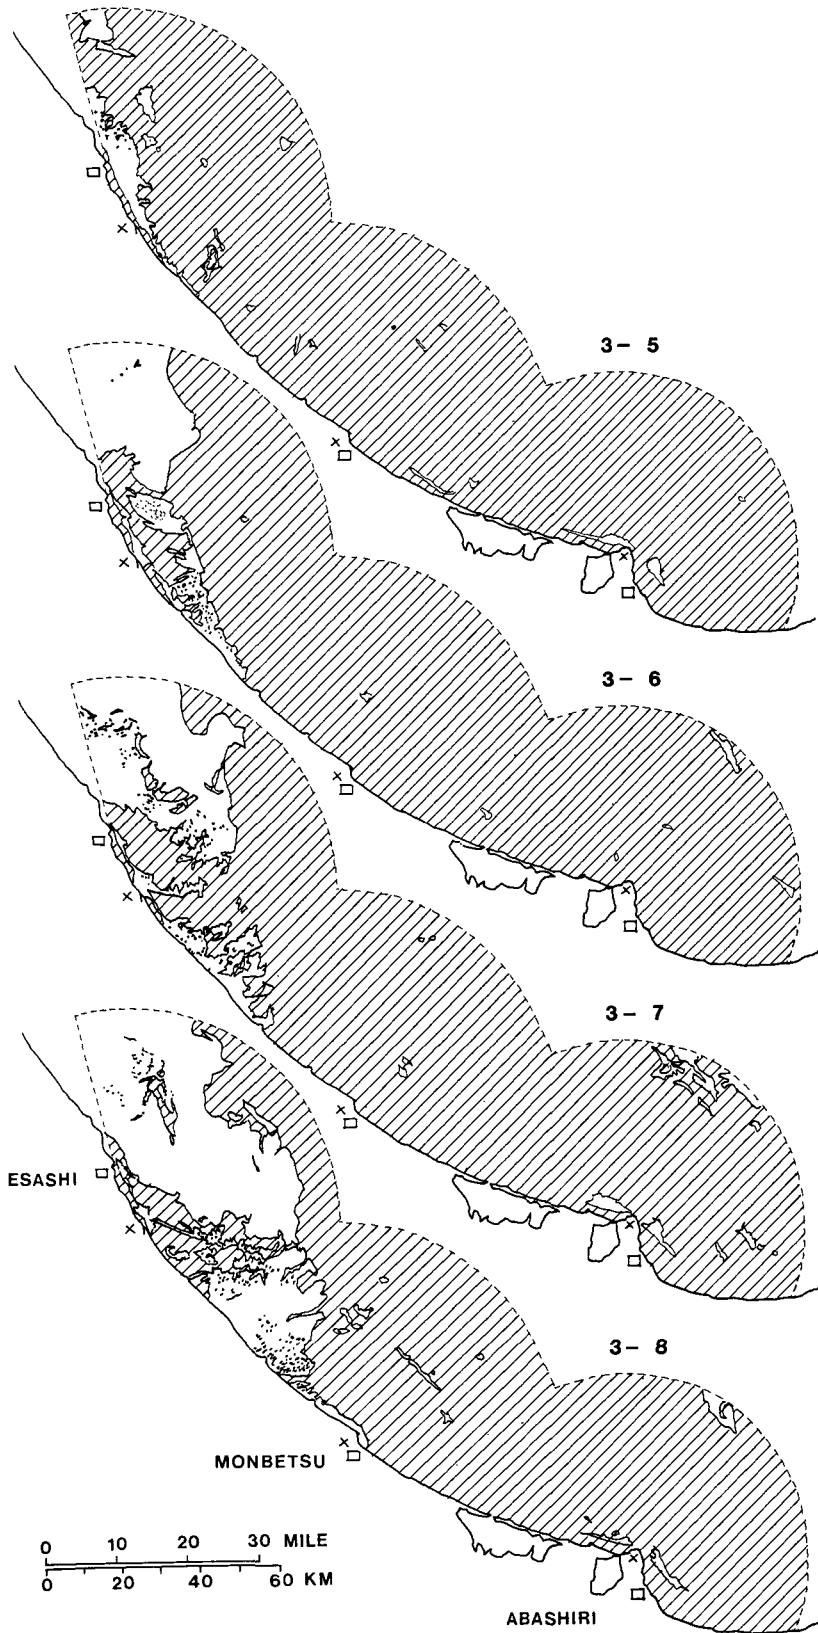 3- 5
3- 6
3- 7
ESASHI
3- 8
MONBETSU
0 10 20 30 MILE
0 20 40 60 KM
ABASHIRI